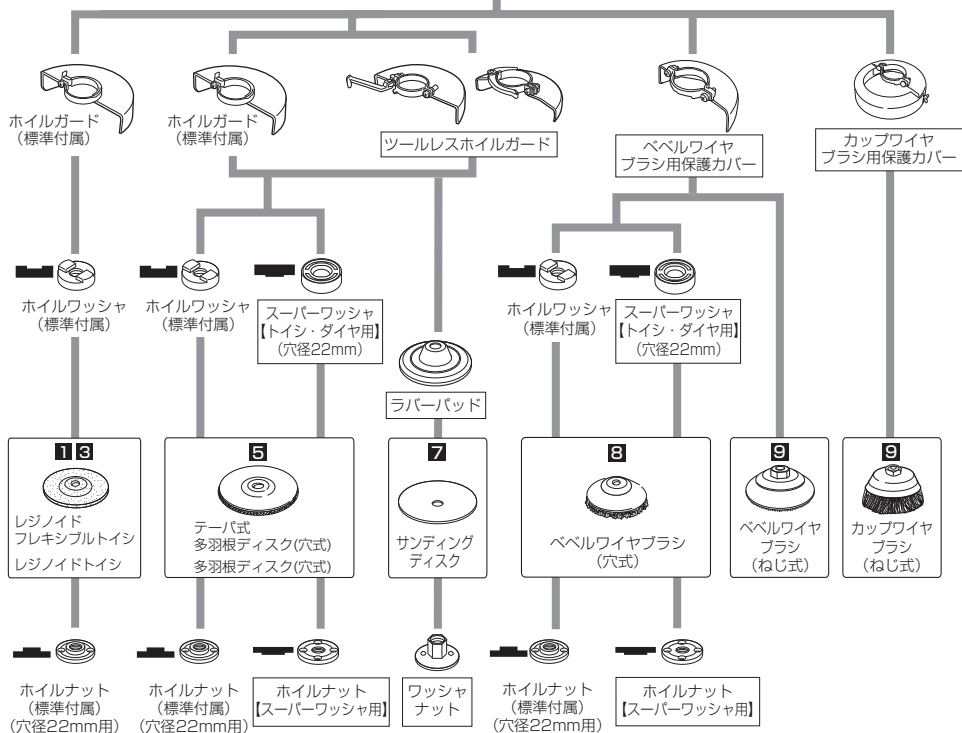 ホイルガード
(標準付属)
ホイルガード
(標準付属)
ツールレスホイルガード
ベベルワイヤ
ブラシ用保護カバー
カップワイヤ
ブラシ用保護カバー
ホイルワッシャ
(標準付属)
ホイルワッシャ
(標準付属)
スーパーワッシャ
【トイシ・ダイヤ用】
(穴径22mm)
ホイルワッシャ
(標準付属)
スーパーワッシャ
【トイシ・ダイヤ用】
(穴径22mm)
ラバーパッド
1 3
レジノイド
フレキシブルトイシ
レジノイドトイシ
5
テーパ式
多羽根ディスク(穴式)
多羽根ディスク(穴式)
7
サンディング
ディスク
8
ベベルワイヤブラシ
(穴式)
9
ベベルワイヤ
ブラシ
(ねじ式)
9
カップワイヤ
ブラシ
(ねじ式)
ホイルナット
(標準付属)
(穴径22mm用)
ホイルナット
(標準付属)
(穴径22mm用)
ホイルナット
【スーパーワッシャ用】
ワッシャ
ナット
ホイルナット
(標準付属)
(穴径22mm用)
ホイルナット
【スーパーワッシャ用】